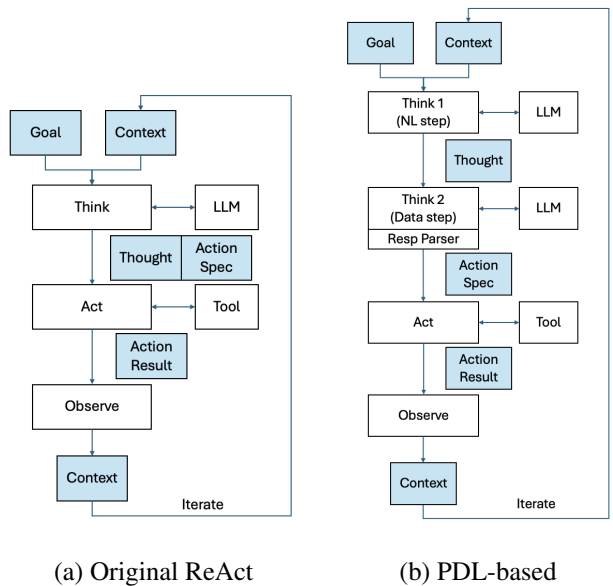 Goal
Context
Think
LLM
Thought
Action
Spec
Act
Tool
Action
Result
Observe
Context
Iterate
(a) Original ReAct
Goal
Context
Think 1
(NL step)
LLM
Thought
Think 2
(Data step)
LLM
Resp Parser
Action
Spec
Act
Tool
Action
Result
Observe
Context
Iterate
(b) PDL-based